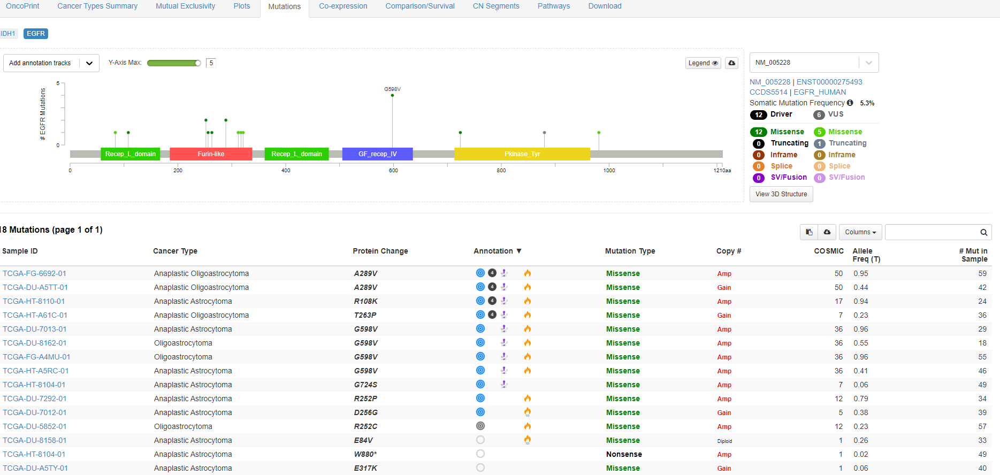 OncoPrint Cancer Types Summary Mutual Exclusivity Plots Mutations Co-expression Comparison/Survival CN Segments Pathways Download
IDH1 EGFR
Add annotation tracks Y-Axis Max: 5 Legend
# EGFR Mutations
5
0
G598V
Recep_L_domain Furin-like Recep_L_domain GF_recep_IV Pkinase_Tyr
0 200 400 600 800 1000 1210aa
NM_005228
NM_005228 | ENST00000275493
CCDS5514 | EGFR_HUMAN
Somatic Mutation Frequency 5.3%
12 Driver 6 VUS
12 Missense 5 Missense
0 Truncating 1 Truncating
0 Inframe 0 Inframe
0 Splice 0 Splice
0 SV/Fusion 0 SV/Fusion
View 3D Structure
18 Mutations (page 1 of 1) Columns
Sample ID Cancer Type Protein Change Annotation ▼ Mutation Type Copy # COSMIC Allele Freq (T) # Mut in Sample
TCGA-FG-6692-01 Anaplastic Oligoastrocytoma A289V 4 Missense Amp 50 0.95 59
TCGA-DU-A5TT-01 Anaplastic Oligoastrocytoma A289V 4 Missense Gain 50 0.44 42
TCGA-HT-8110-01 Anaplastic Astrocytoma R108K 4 Missense Amp 17 0.94 24
TCGA-HT-A61C-01 Anaplastic Oligoastrocytoma T263P 4 Missense Gain 7 0.23 36
TCGA-DU-7013-01 Anaplastic Astrocytoma G598V Missense Amp 36 0.96 29
TCGA-DU-8162-01 Oligoastrocytoma G598V Missense Amp 36 0.55 18
TCGA-FG-A4MU-01 Oligoastrocytoma G598V Missense Amp 36 0.96 55
TCGA-HT-A5RC-01 Anaplastic Astrocytoma G598V Missense Amp 36 0.41 46
TCGA-HT-8104-01 Anaplastic Astrocytoma G724S Missense Amp 7 0.06 49
TCGA-DU-7292-01 Anaplastic Astrocytoma R252P Missense Amp 12 0.79 34
TCGA-DU-7012-01 Anaplastic Astrocytoma D256G 3D Missense Gain 5 0.38 39
TCGA-DU-5852-01 Oligoastrocytoma R252C Missense Amp 12 0.23 57
TCGA-DU-8158-01 Anaplastic Astrocytoma E84V 3D Missense Diploid 1 0.26 33
TCGA-HT-8104-01 Anaplastic Astrocytoma W880* Nonsense Amp 1 0.02 49
TCGA-DU-A5TY-01 Anaplastic Astrocytoma E317K Missense Gain 1 0.06 40